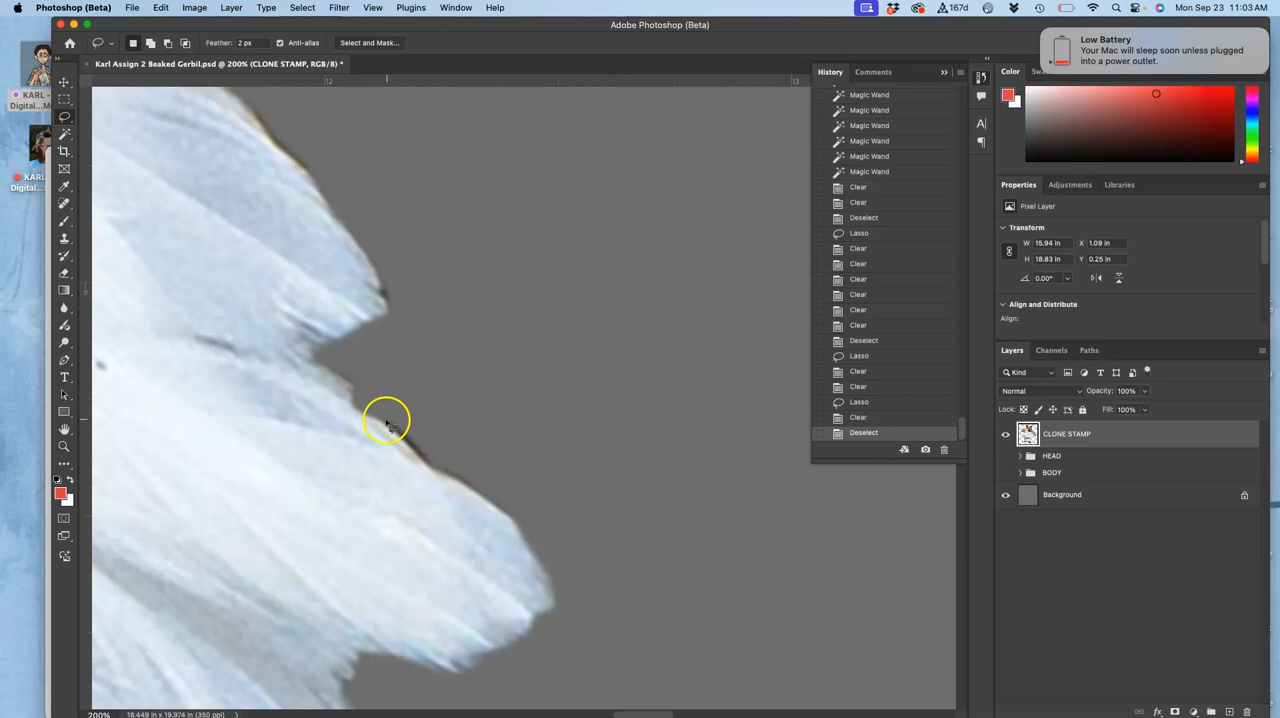 Photoshop (Beta) File Edit Image Layer Type Select Filter View Plugins Window Help 167d Mon Sep 23 11:03 AM
Adobe Photoshop (Beta)
Feather: 2 px Anti-alias Select and Mask...
Low Battery
Your Mac will sleep soon unless plugged
into a power outlet.
Karl Assign 2 Beaked Gerbil.psd @ 200% (CLONE STAMP, RGB/8) *
12
13
History Comments
Magic Wand
Magic Wand
Magic Wand
Magic Wand
Magic Wand
Magic Wand
Clear
Clear
Deselect
Lasso
Clear
Clear
Clear
Clear
Clear
Clear
Deselect
Lasso
Clear
Clear
Lasso
Clear
Deselect
Color
Properties Adjustments Libraries
Pixel Layer
Transform
W 15.94 in X 1.09 in
H 18.83 in Y 0.25 in
0.00°
Align and Distribute
Align:
Layers Channels Paths
Kind
Normal Opacity: 100%
Lock: Fill: 100%
CLONE STAMP
HEAD
BODY
Background
KARL -
Digital...
KARL
Digital...
200% 18.449 in x 19.974 in (350 ppi)